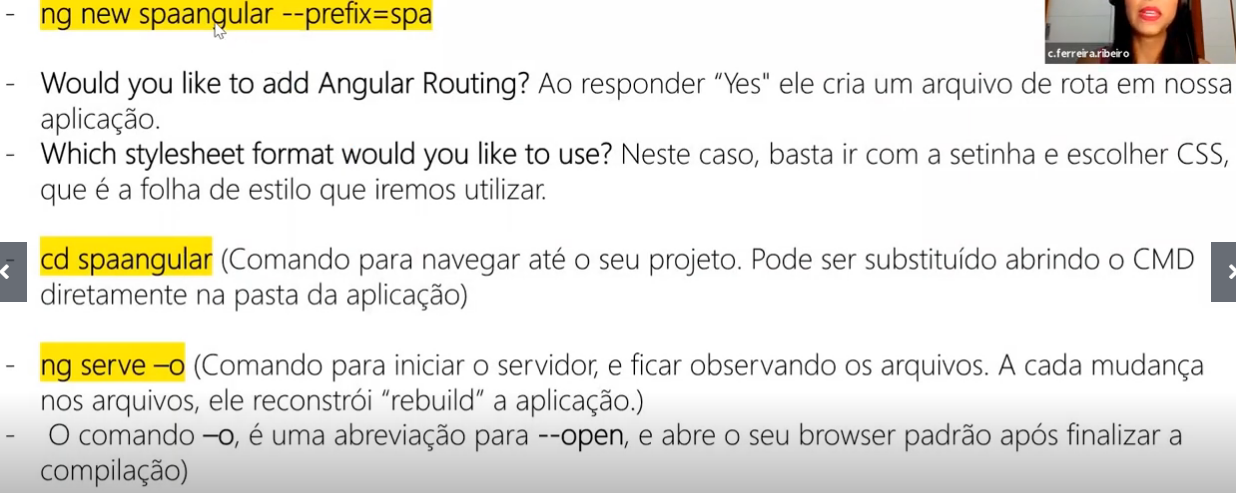 - ng new spaangular --prefix=spa
c.ferreira.ribeiro
- Would you like to add Angular Routing? Ao responder “Yes" ele cria um arquivo de rota em nossa
aplicação.
- Which stylesheet format would you like to use? Neste caso, basta ir com a setinha e escolher CSS,
que é a folha de estilo que iremos utilizar.
- cd spaangular (Comando para navegar até o seu projeto. Pode ser substituído abrindo o CMD
diretamente na pasta da aplicação)
- ng serve –o (Comando para iniciar o servidor, e ficar observando os arquivos. A cada mudança
nos arquivos, ele reconstrói “rebuild” a aplicação.)
- O comando –o, é uma abreviação para --open, e abre o seu browser padrão após finalizar a
compilação)